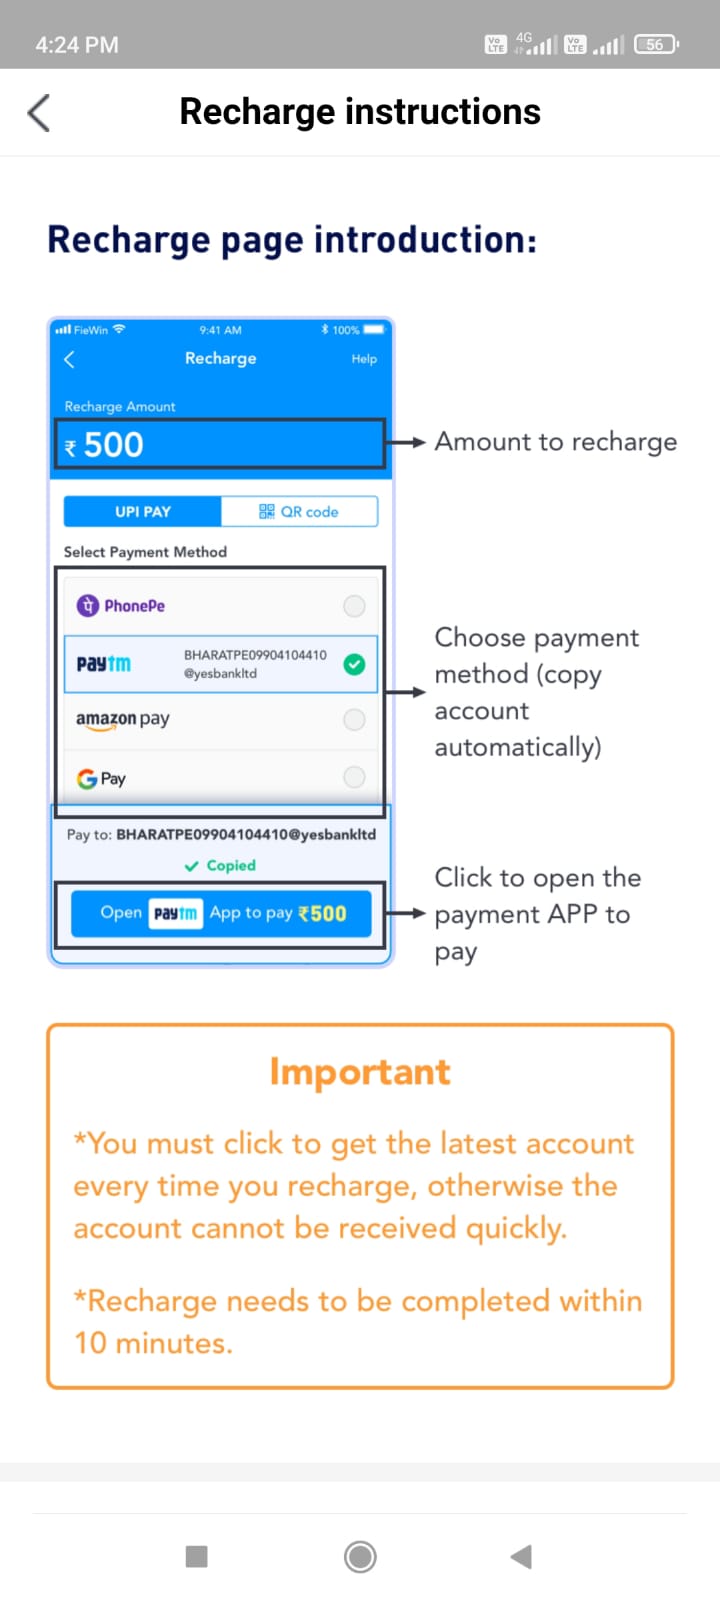 4:24 PM
Vo LTE 4G Vo LTE 56
Recharge instructions
Recharge page introduction:
FieWin 9:41 AM 100%
Recharge Help
Recharge Amount
₹ 500
Amount to recharge
UPI PAY QR code
Select Payment Method
पे PhonePe
paytm BHARATPE09904104410
@yesbankltd
amazon pay
G Pay
Choose payment
method (copy
account
automatically)
Pay to: BHARATPE09904104410@yesbankltd
Copied
Open paytm App to pay ₹500
Click to open the
payment APP to
pay
Important
*You must click to get the latest account
every time you recharge, otherwise the
account cannot be received quickly.
*Recharge needs to be completed within
10 minutes.